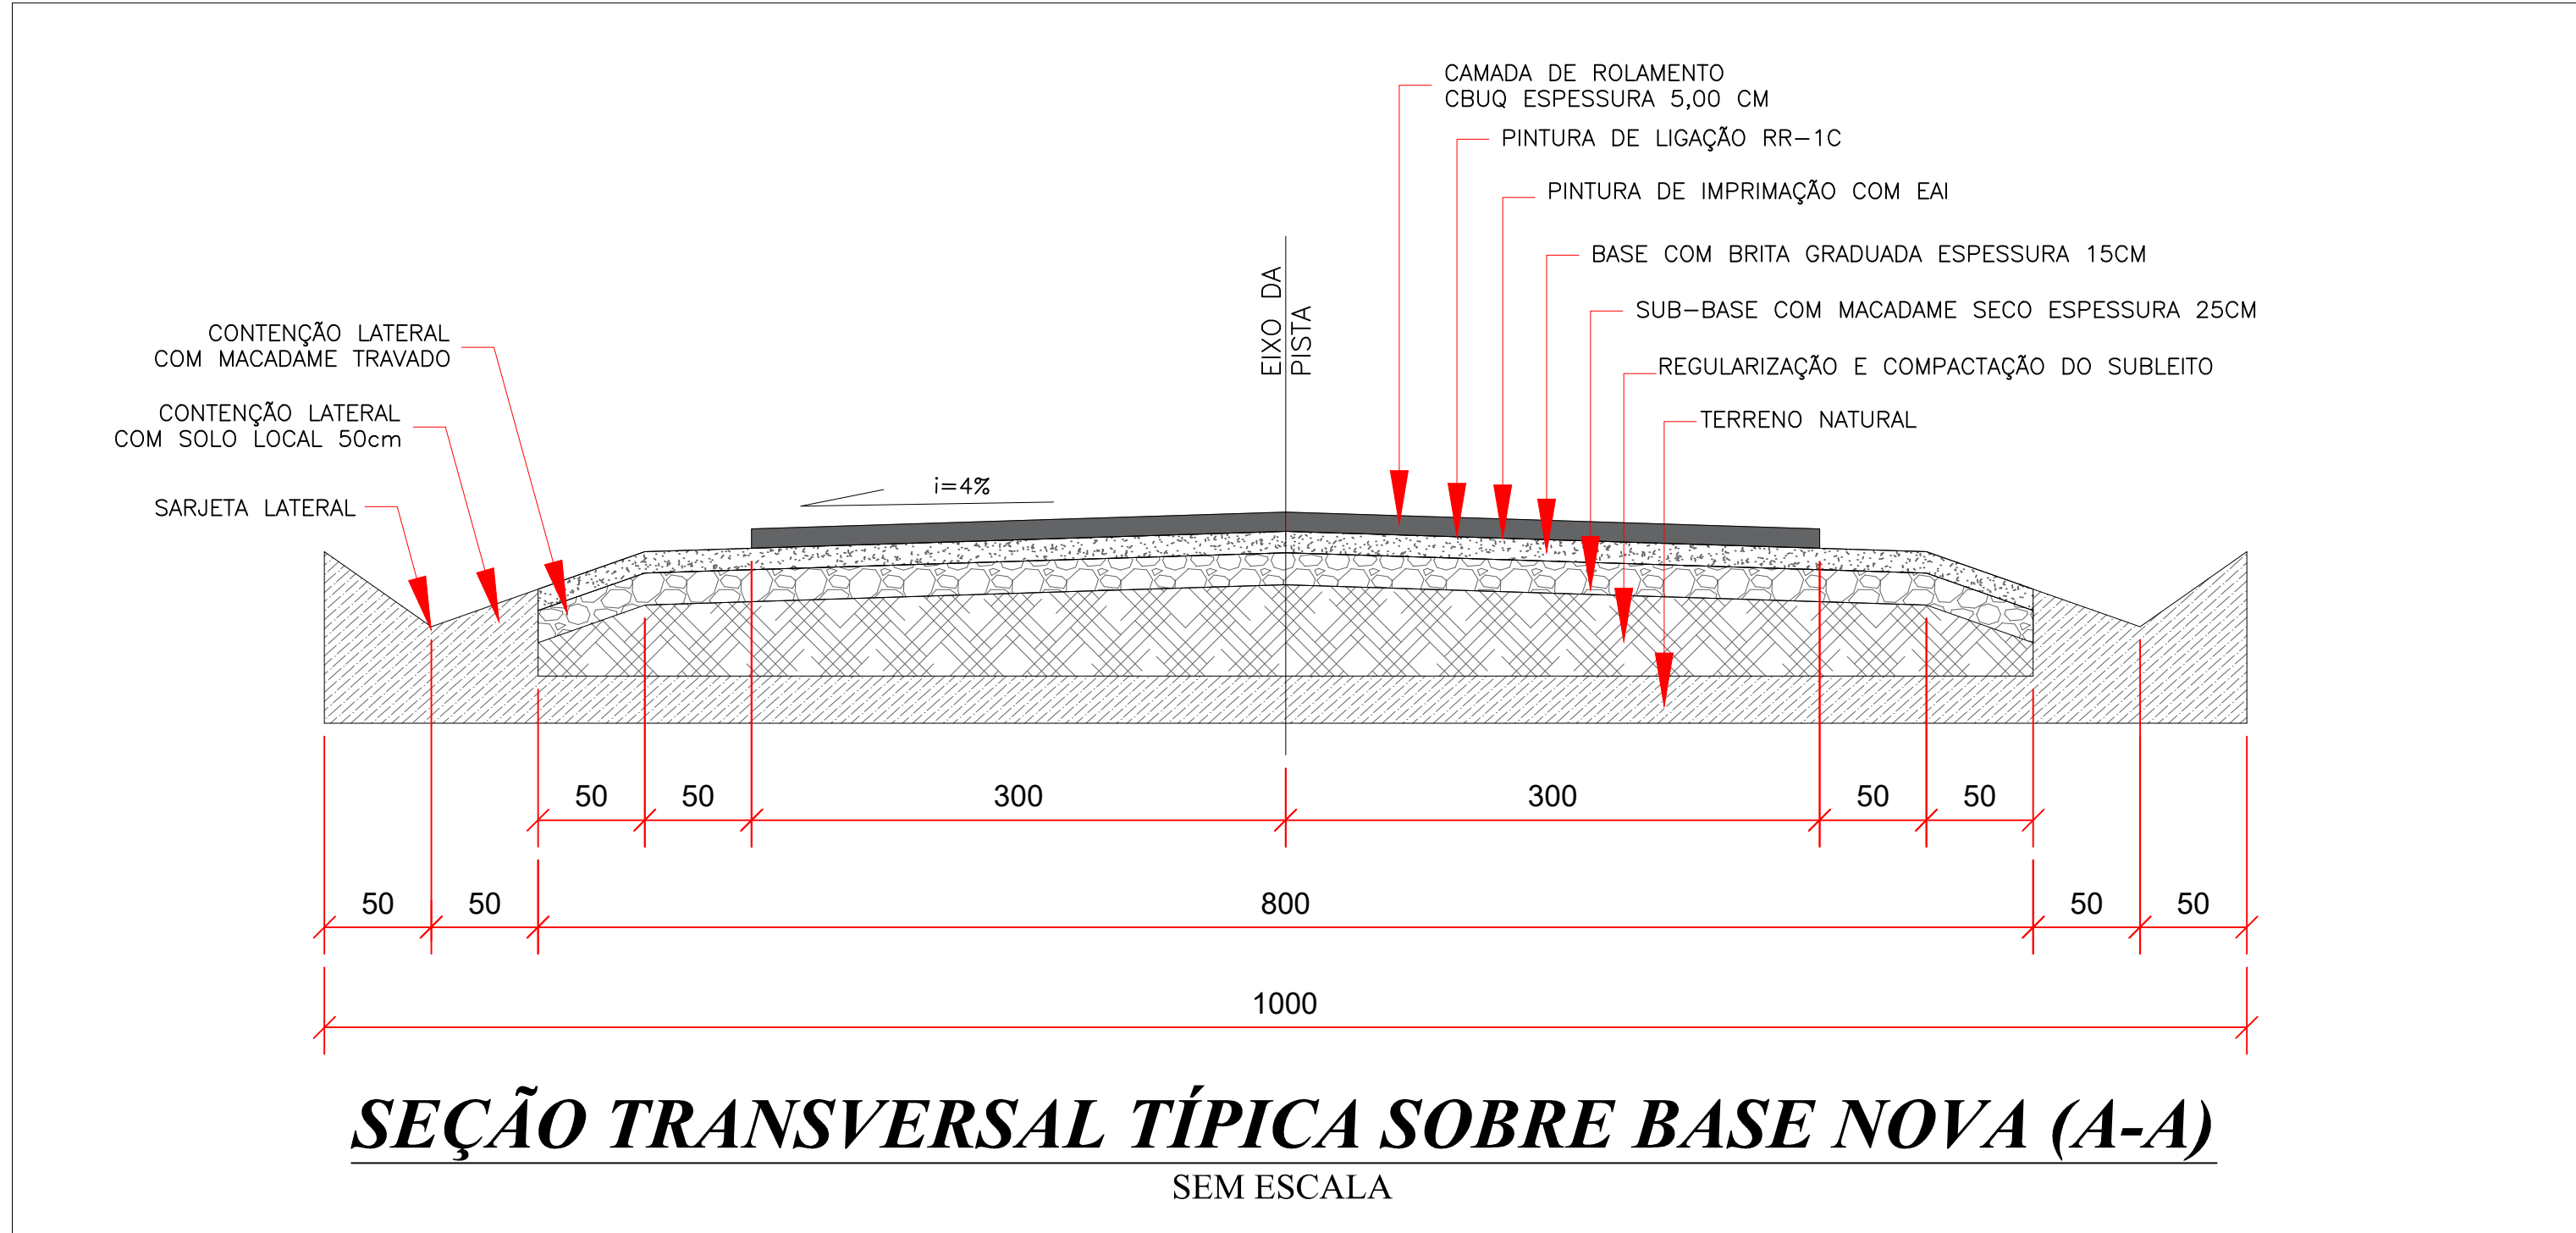 CAMADA DE ROLAMENTO
CBUQ ESPESSURA 5,00 CM
PINTURA DE LIGAÇÃO RR-1C
PINTURA DE IMPRIMAÇÃO COM EAI
BASE COM BRITA GRADUADA ESPESSURA 15CM
SUB-BASE COM MACADAME SECO ESPESSURA 25CM
REGULARIZAÇÃO E COMPACTAÇÃO DO SUBLEITO
TERRENO NATURAL
EIXO DA
PISTA
CONTENÇÃO LATERAL
COM MACADAME TRAVADO
CONTENÇÃO LATERAL
COM SOLO LOCAL 50cm
SARJETA LATERAL
i=4%
50 50 300 300 50 50
50 50 800 50 50
1000
SEÇÃO TRANSVERSAL TÍPICA SOBRE BASE NOVA (A-A)
SEM ESCALA